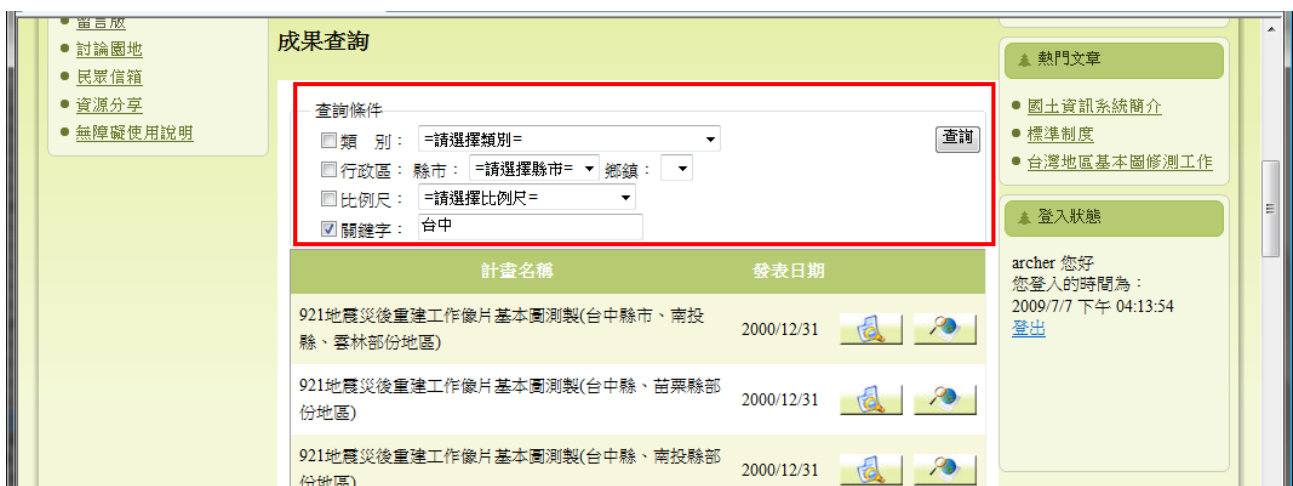 留言版
討論園地
民眾信箱
資源分享
無障礙使用說明
成果查詢
查詢條件
類 別： =請選擇類別=
查詢
行政區： 縣市： =請選擇縣市= 鄉鎮：
比例尺： =請選擇比例尺=
關鍵字： 台中
計畫名稱 發表日期
921地震災後重建工作像片基本圖測製(台中縣市、南投
縣、雲林部份地區)
2000/12/31
921地震災後重建工作像片基本圖測製(台中縣、苗栗縣部
份地區)
2000/12/31
921地震災後重建工作像片基本圖測製(台中縣、南投縣部
份地區)
2000/12/31
熱門文章
國土資訊系統簡介
標準制度
台灣地區基本圖修測工作
登入狀態
archer 您好
您登入的時間為：
2009/7/7 下午 04:13:54
登出